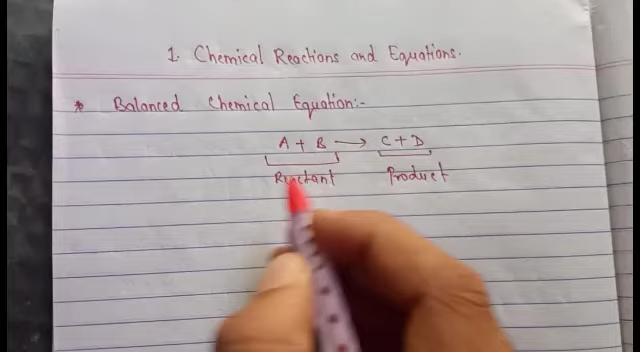 1. Chemical Reactions and Equations.
* Balanced Chemical Equation:-
A + B → C + D
Reactant Product